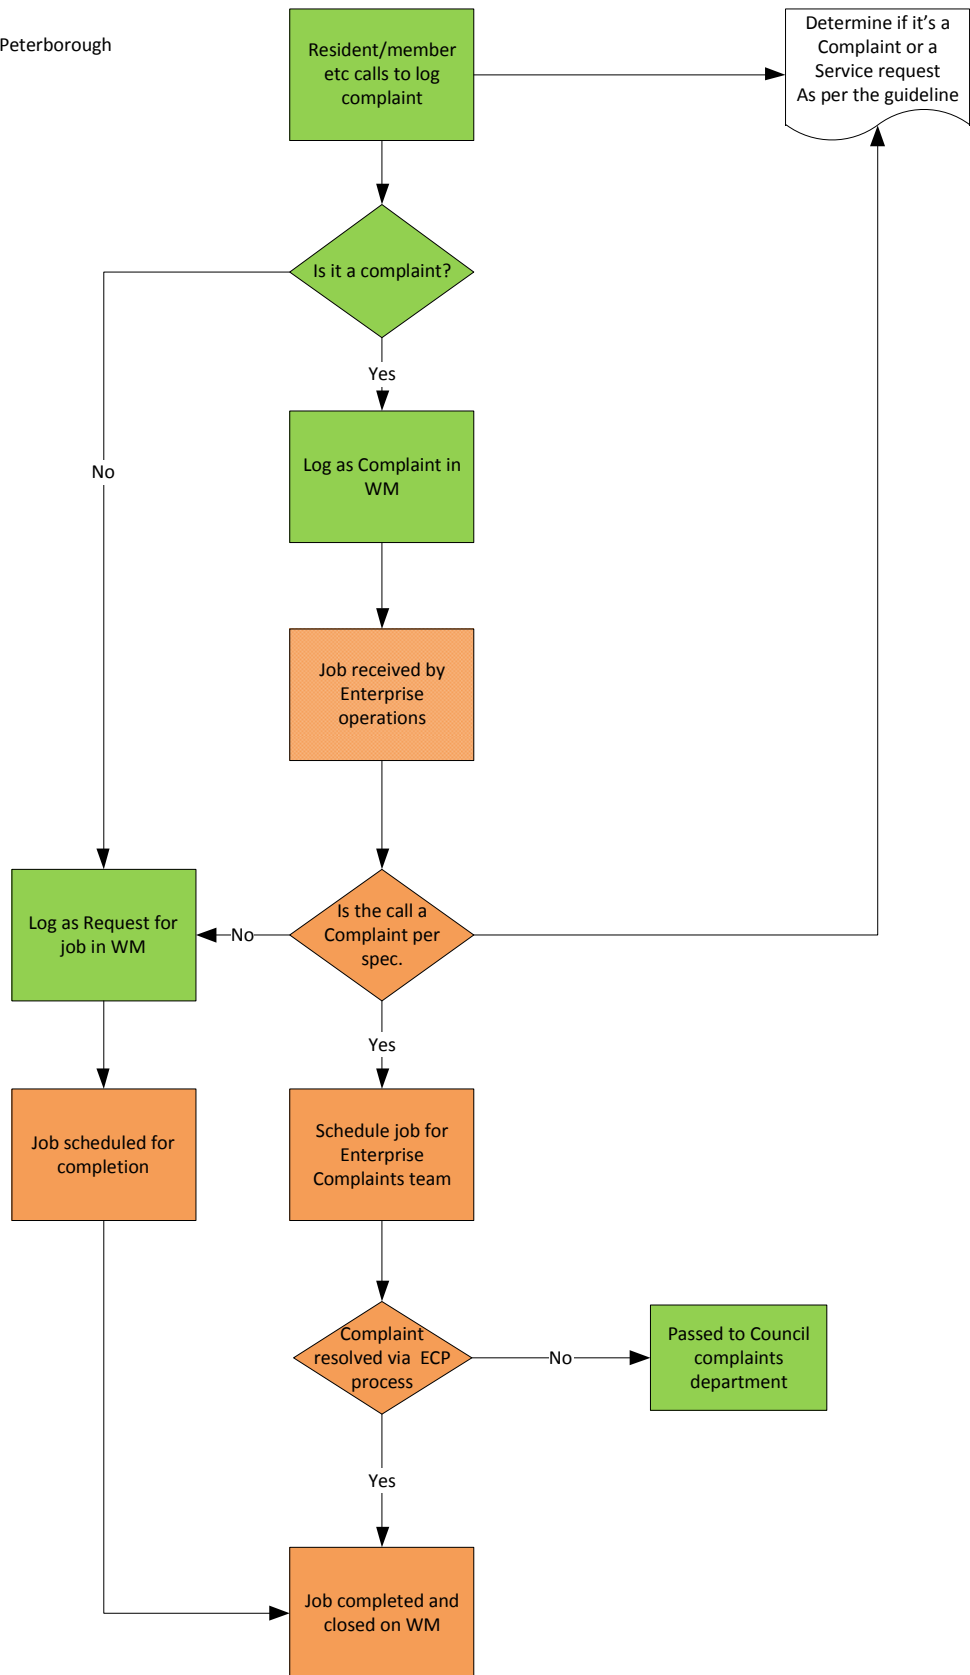 Peterborough
Resident/member
etc calls to log
complaint
Determine if it's a
Complaint or a
Service request
As per the guideline
Is it a complaint?
Yes
No
Log as Complaint in
WM
Job received by
Enterprise
operations
Log as Request for
job in WM
No
Is the call a
Complaint per
spec.
Yes
Job scheduled for
completion
Schedule job for
Enterprise
Complaints team
Complaint
resolved via ECP
process
No
Passed to Council
complaints
department
Yes
Job completed and
closed on WM